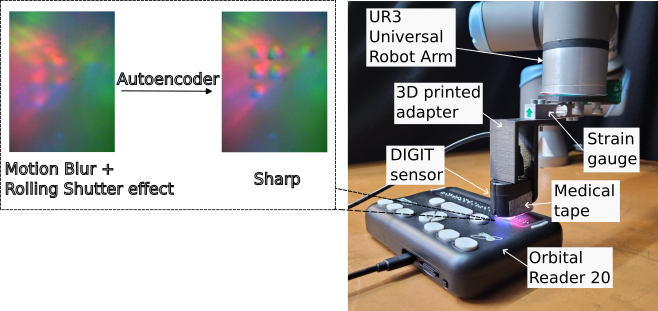 Autoencoder
Motion Blur +
Rolling Shutter effect
Sharp
UR3
Universal
Robot Arm
3D printed
adapter
Strain
gauge
DIGIT
sensor
Medical
tape
Orbital
Reader 20